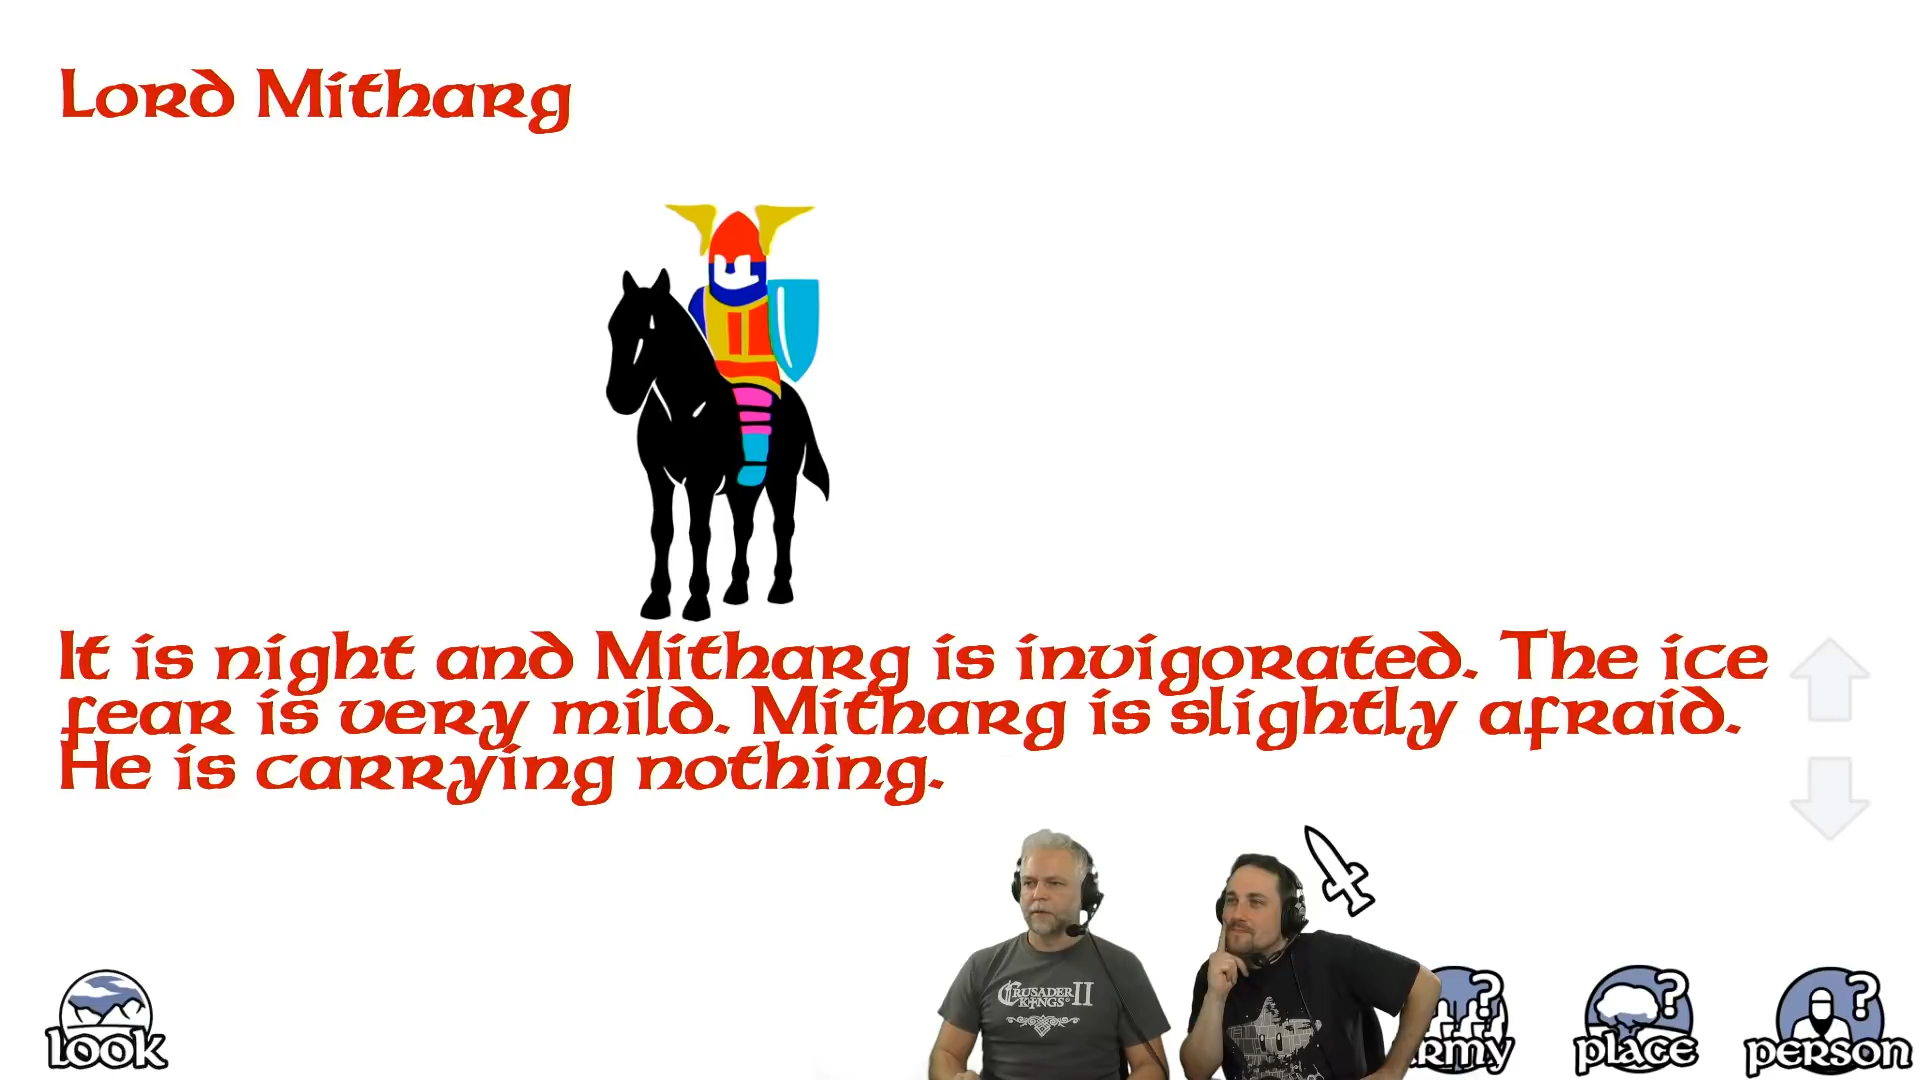 Lord Mitharg
It is night and Mitharg is invigorated. The ice
fear is very mild. Mitharg is slightly afraid.
He is carrying nothing.
CRUSADER
KINGS II
look
army
?
place
?
person
?